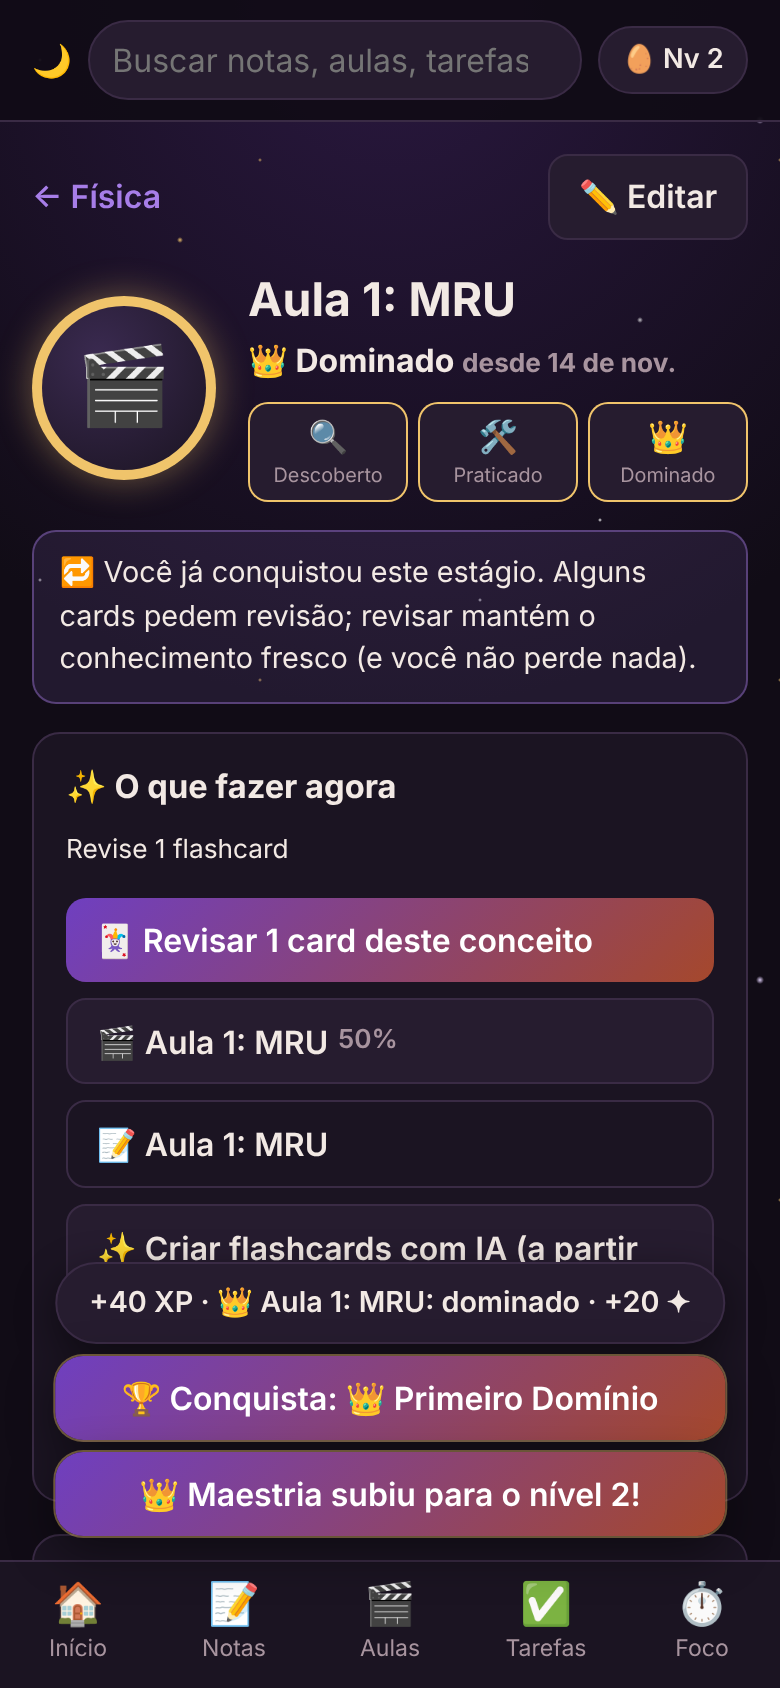 Buscar notas, aulas, tarefas
Nv 2
← Física
Editar
Aula 1: MRU
Dominado desde 14 de nov.
Descoberto
Praticado
Dominado
Você já conquistou este estágio. Alguns
cards pedem revisão; revisar mantém o
conhecimento fresco (e você não perde nada).
O que fazer agora
Revise 1 flashcard
Revisar 1 card deste conceito
Aula 1: MRU 50%
Aula 1: MRU
Criar flashcards com IA (a partir
+40 XP · 👑 Aula 1: MRU: dominado · +20 ✦
Conquista: 👑 Primeiro Domínio
Maestria subiu para o nível 2!
Início
Notas
Aulas
Tarefas
Foco